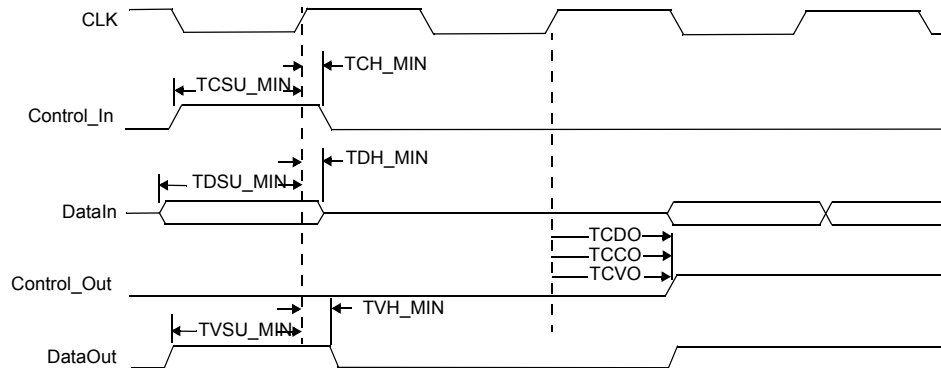 CLK
TCH_MIN
TCSU_MIN
Control_In
TDH_MIN
TDSU_MIN
DataIn
TCDO
TCCO
TCVO
Control_Out
TVH_MIN
TVSU_MIN
DataOut